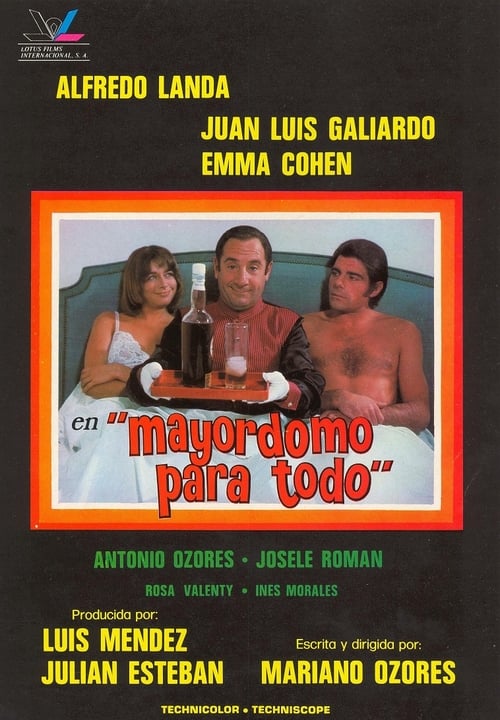 LOTUS FILMS
INTERNACIONAL, S. A.
ALFREDO LANDA
JUAN LUIS GALIARDO
EMMA COHEN
en "mayordomo
para todo"
ANTONIO OZORES • JOSELE ROMAN
ROSA VALENTY • INES MORALES
Producida por:
LUIS MENDEZ
JULIAN ESTEBAN
Escrita y dirigida por:
MARIANO OZORES
TECHNICOLOR • TECHNISCOPE